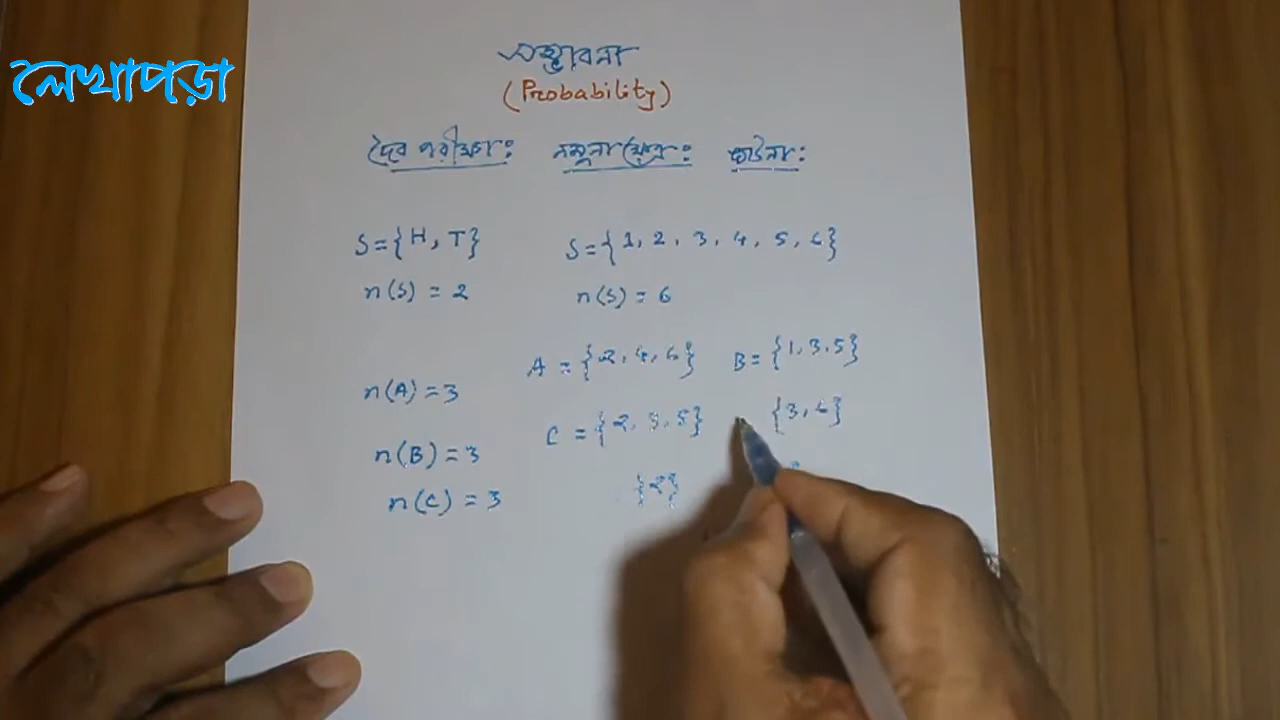 লেখাপড়া
সম্ভাবনা
(Probability)
দৈব পরীক্ষা: নমুনা ক্ষেত্র: ঘটনা:
S={H, T} S={1, 2, 3, 4, 5, 6}
n(S) = 2 n(S) = 6
A = {2, 4, 6} B = {1, 3, 5}
n(A) = 3
C = {2, 3, 5} {3, 6}
n(B) = 3
n(C) = 3 {2}